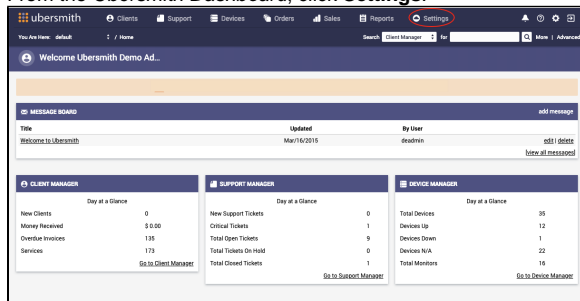 From the Ubersmith Dashboard, click Settings.
ubersmith Clients Support Devices Orders Sales Reports Settings
You Are Here: default / Home Search Client Manager for More | Advanced
Welcome Ubersmith Demo Ad...
MESSAGE BOARD add message
Title Updated By User
Welcome to Ubersmith Mar/16/2015 deadmin edit | delete
[view all messages]
CLIENT MANAGER SUPPORT MANAGER DEVICE MANAGER
Day at a Glance Day at a Glance Day at a Glance
New Clients 0 New Support Tickets 0 Total Devices 35
Money Received $ 0.00 Critical Tickets 1 Devices Up 12
Overdue Invoices 135 Total Open Tickets 9 Devices Down 1
Services 173 Total Tickets On Hold 0 Devices N/A 22
Go to Client Manager Total Closed Tickets 1 Total Monitors 16
Go to Support Manager Go to Device Manager